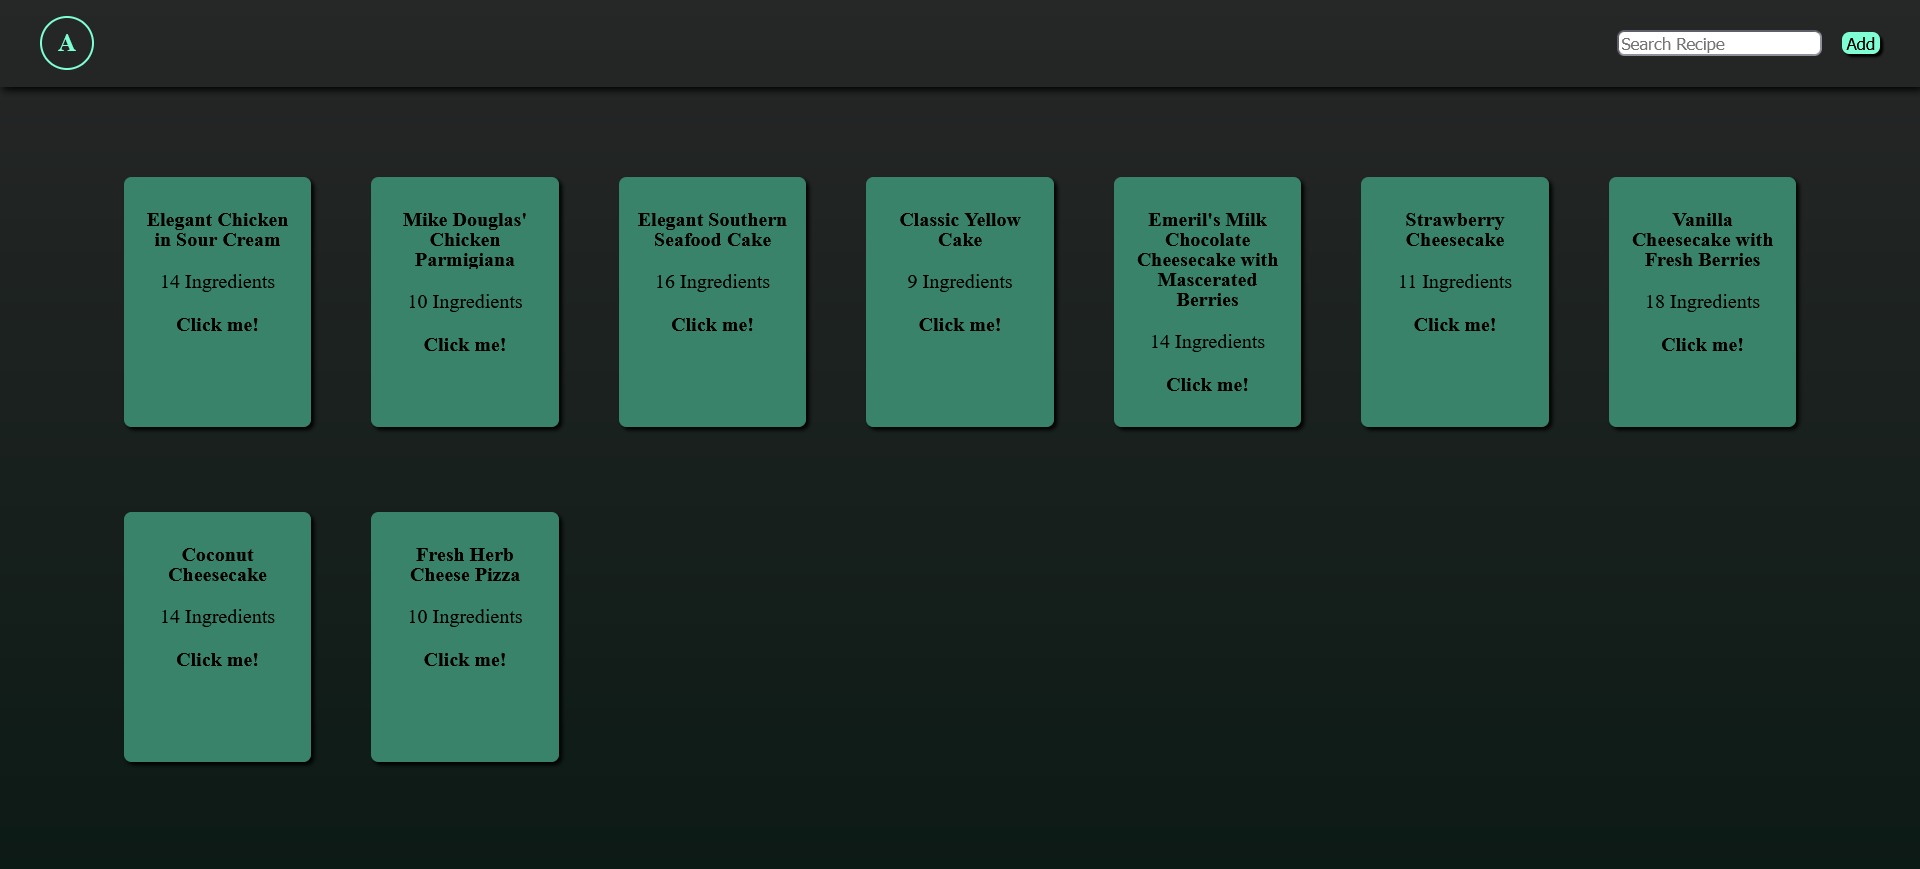 A
Search Recipe
Add
Elegant Chicken
in Sour Cream
14 Ingredients
Click me!
Mike Douglas'
Chicken
Parmigiana
10 Ingredients
Click me!
Elegant Southern
Seafood Cake
16 Ingredients
Click me!
Classic Yellow
Cake
9 Ingredients
Click me!
Emeril's Milk
Chocolate
Cheesecake with
Mascerated
Berries
14 Ingredients
Click me!
Strawberry
Cheesecake
11 Ingredients
Click me!
Vanilla
Cheesecake with
Fresh Berries
18 Ingredients
Click me!
Coconut
Cheesecake
14 Ingredients
Click me!
Fresh Herb
Cheese Pizza
10 Ingredients
Click me!